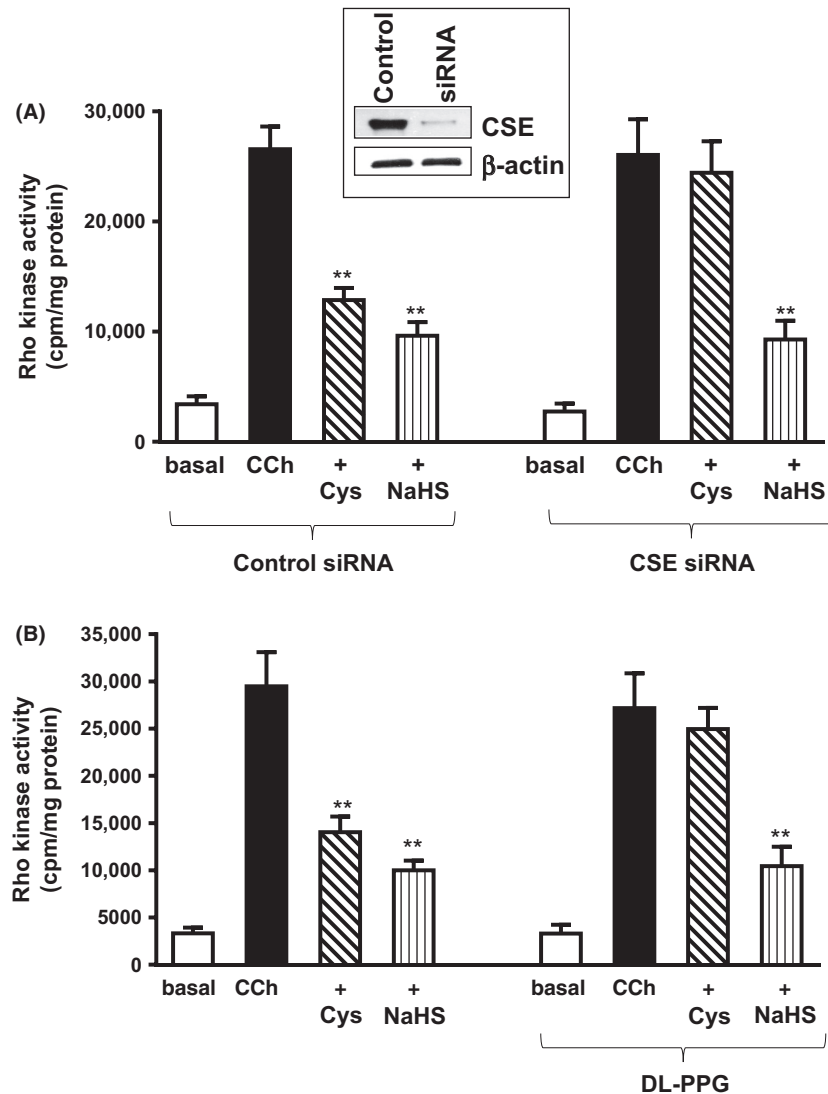 Control
siRNA
CSE
β-actin
(A)
Rho kinase activity
(cpm/mg protein)
30,000
20,000
10,000
0
**
**
**
basal CCh + + basal CCh + +
Cys NaHS Cys NaHS
Control siRNA CSE siRNA
(B)
Rho kinase activity
(cpm/mg protein)
35,000
30,000
25,000
20,000
15,000
10,000
5000
0
**
**
**
basal CCh + + basal CCh + +
Cys NaHS Cys NaHS
DL-PPG